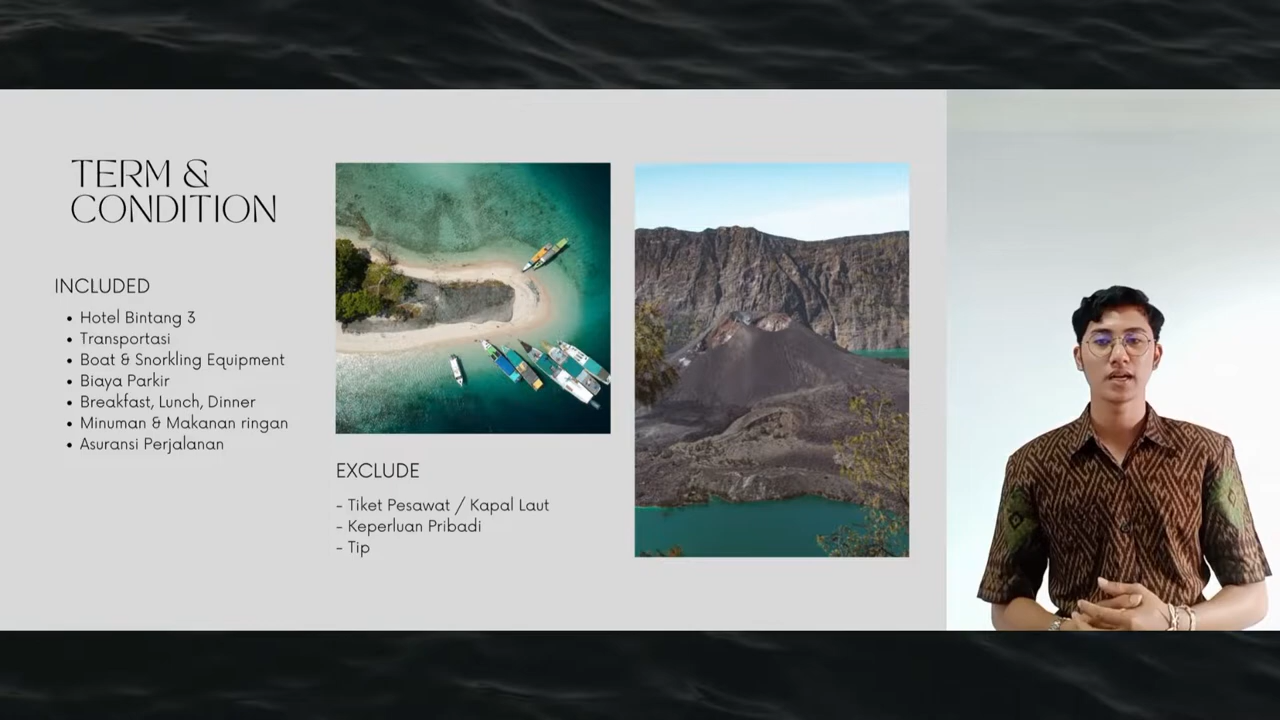 TERM &
CONDITION
INCLUDED
• Hotel Bintang 3
• Transportasi
• Boat & Snorkling Equipment
• Biaya Parkir
• Breakfast, Lunch, Dinner
• Minuman & Makanan ringan
• Asuransi Perjalanan
EXCLUDE
- Tiket Pesawat / Kapal Laut
- Keperluan Pribadi
- Tip